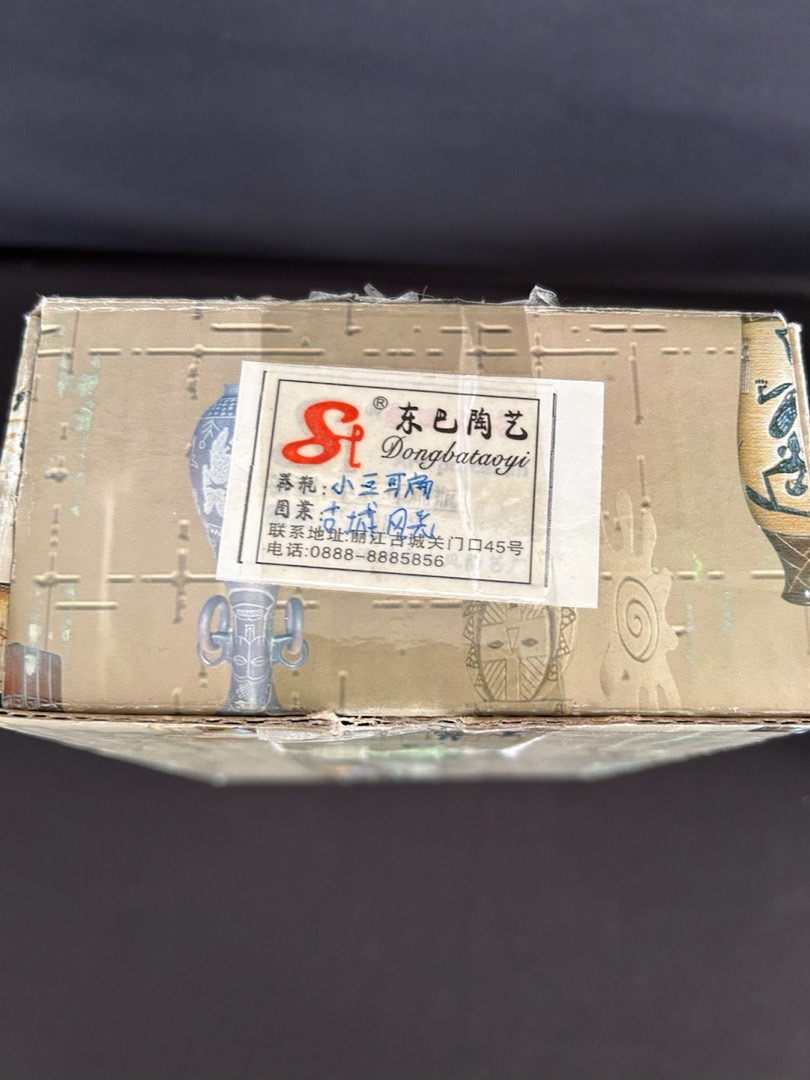 ® 东巴陶艺
Dongbataoyi
器瓶:小三耳扁
图案:古城风光
联系地址:丽江古城关门口45号
电话:0888-8885856